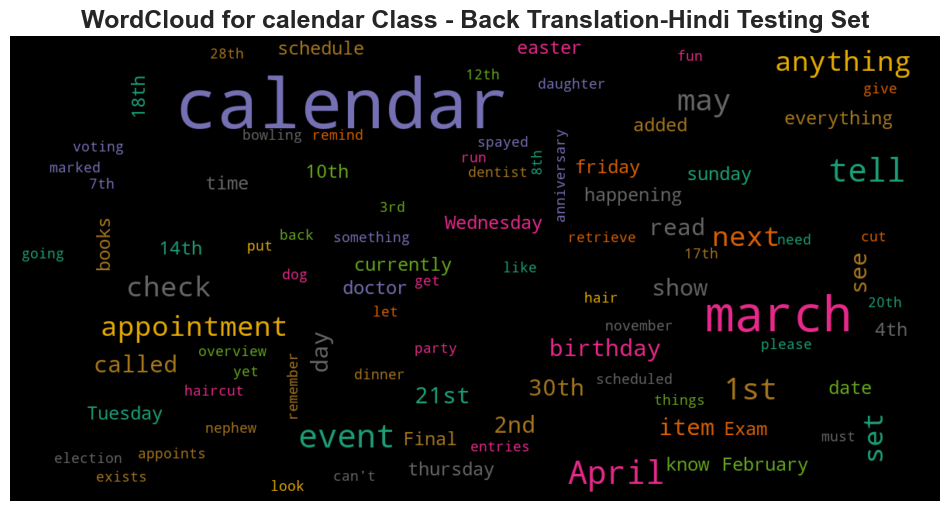 WordCloud for calendar Class - Back Translation-Hindi Testing Set
28th schedule easter fun anything
calendar 12th daughter give
18th may everything
bowling remind added
voting spayed
marked run 8th anniversary friday sunday tell
7th time 10th dentist happening
3rd Wednesday read
books 14th put back something retrieve next need cut
going 17th
dog currently like see
check doctor get hair show march 20th
let november 4th
appointment
overview day party birthday please
called yet dinner scheduled
haircut remember 21st 30th things 1st date
Tuesday
nephew event Final 2nd item Exam set
entries must
election appoints thursday April know February
exists look can't